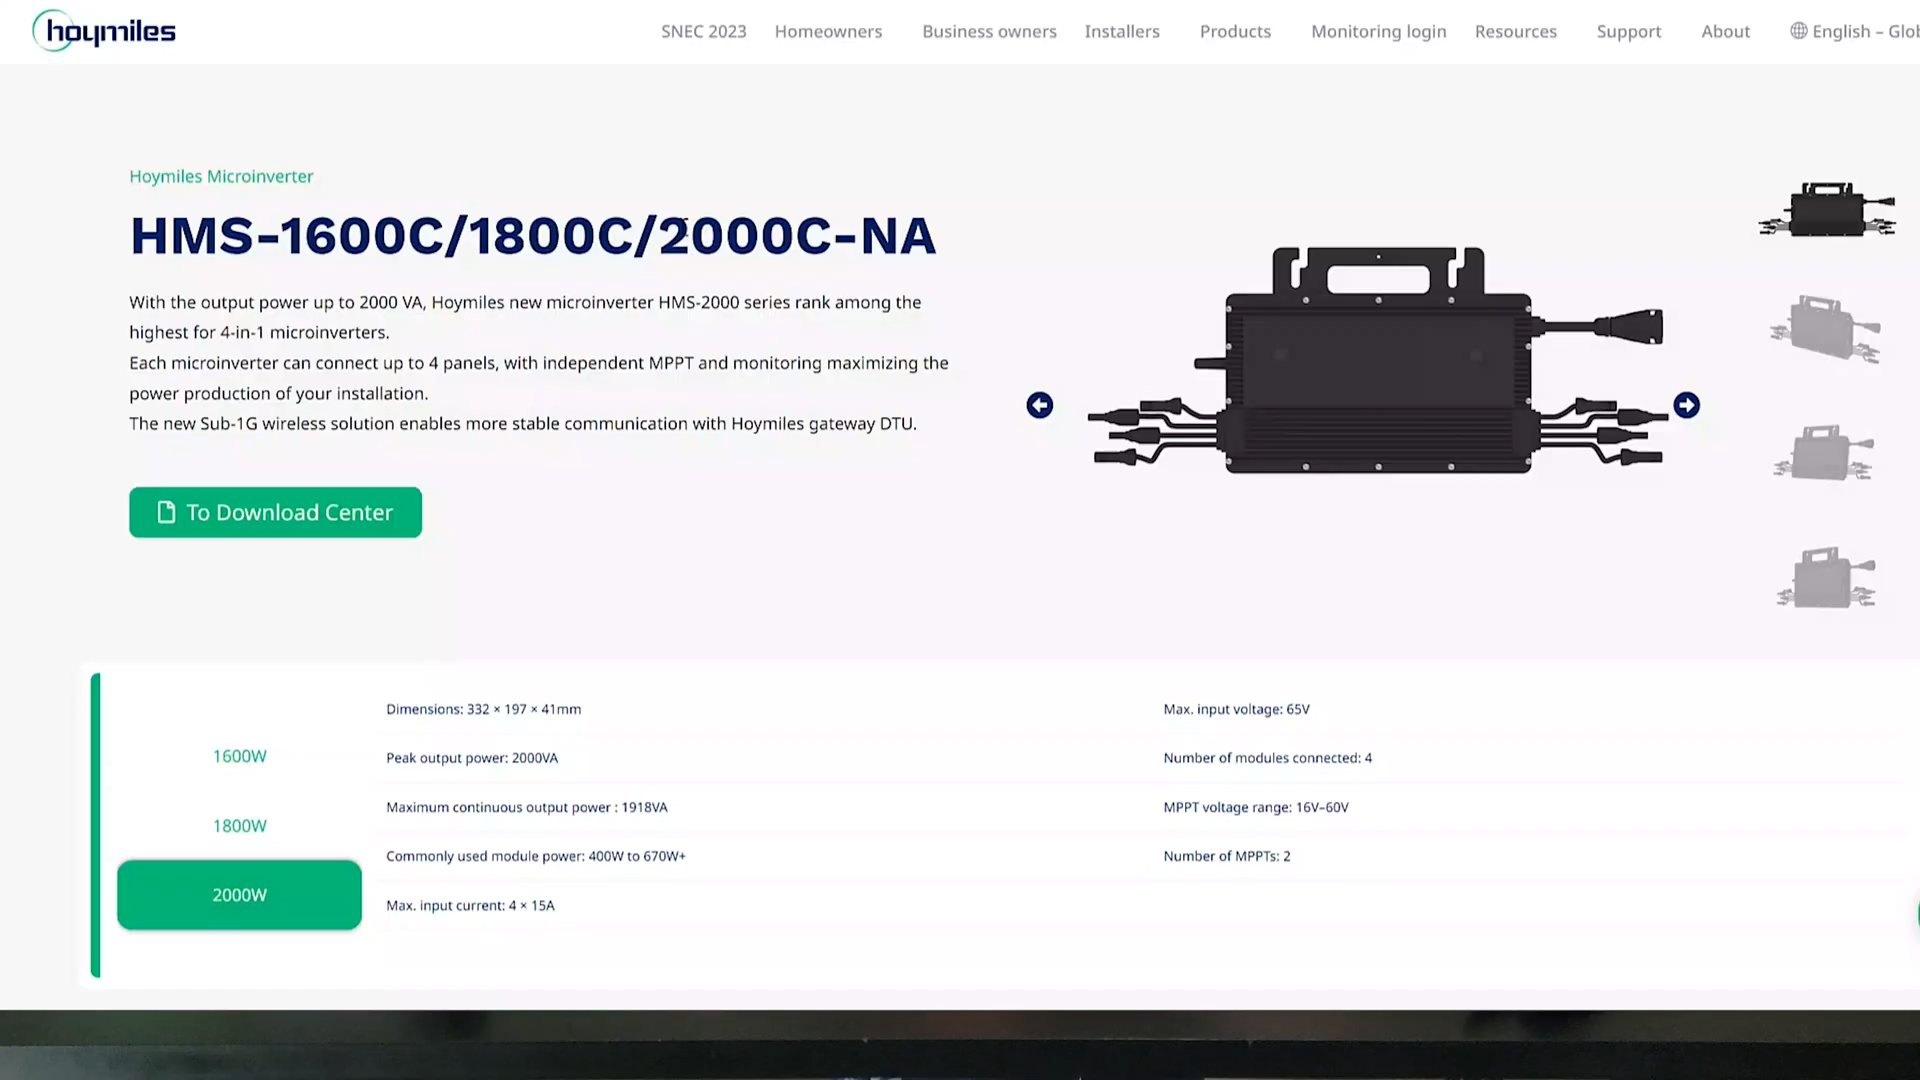 hoymiles
SNEC 2023 Homeowners Business owners Installers Products Monitoring login Resources Support About English – Glob
Hoymiles Microinverter
HMS-1600C/1800C/2000C-NA
With the output power up to 2000 VA, Hoymiles new microinverter HMS-2000 series rank among the
highest for 4-in-1 microinverters.
Each microinverter can connect up to 4 panels, with independent MPPT and monitoring maximizing the
power production of your installation.
The new Sub-1G wireless solution enables more stable communication with Hoymiles gateway DTU.
To Download Center
1600W
1800W
2000W
Dimensions: 332 × 197 × 41mm
Peak output power: 2000VA
Maximum continuous output power : 1918VA
Commonly used module power: 400W to 670W+
Max. input current: 4 × 15A
Max. input voltage: 65V
Number of modules connected: 4
MPPT voltage range: 16V–60V
Number of MPPTs: 2